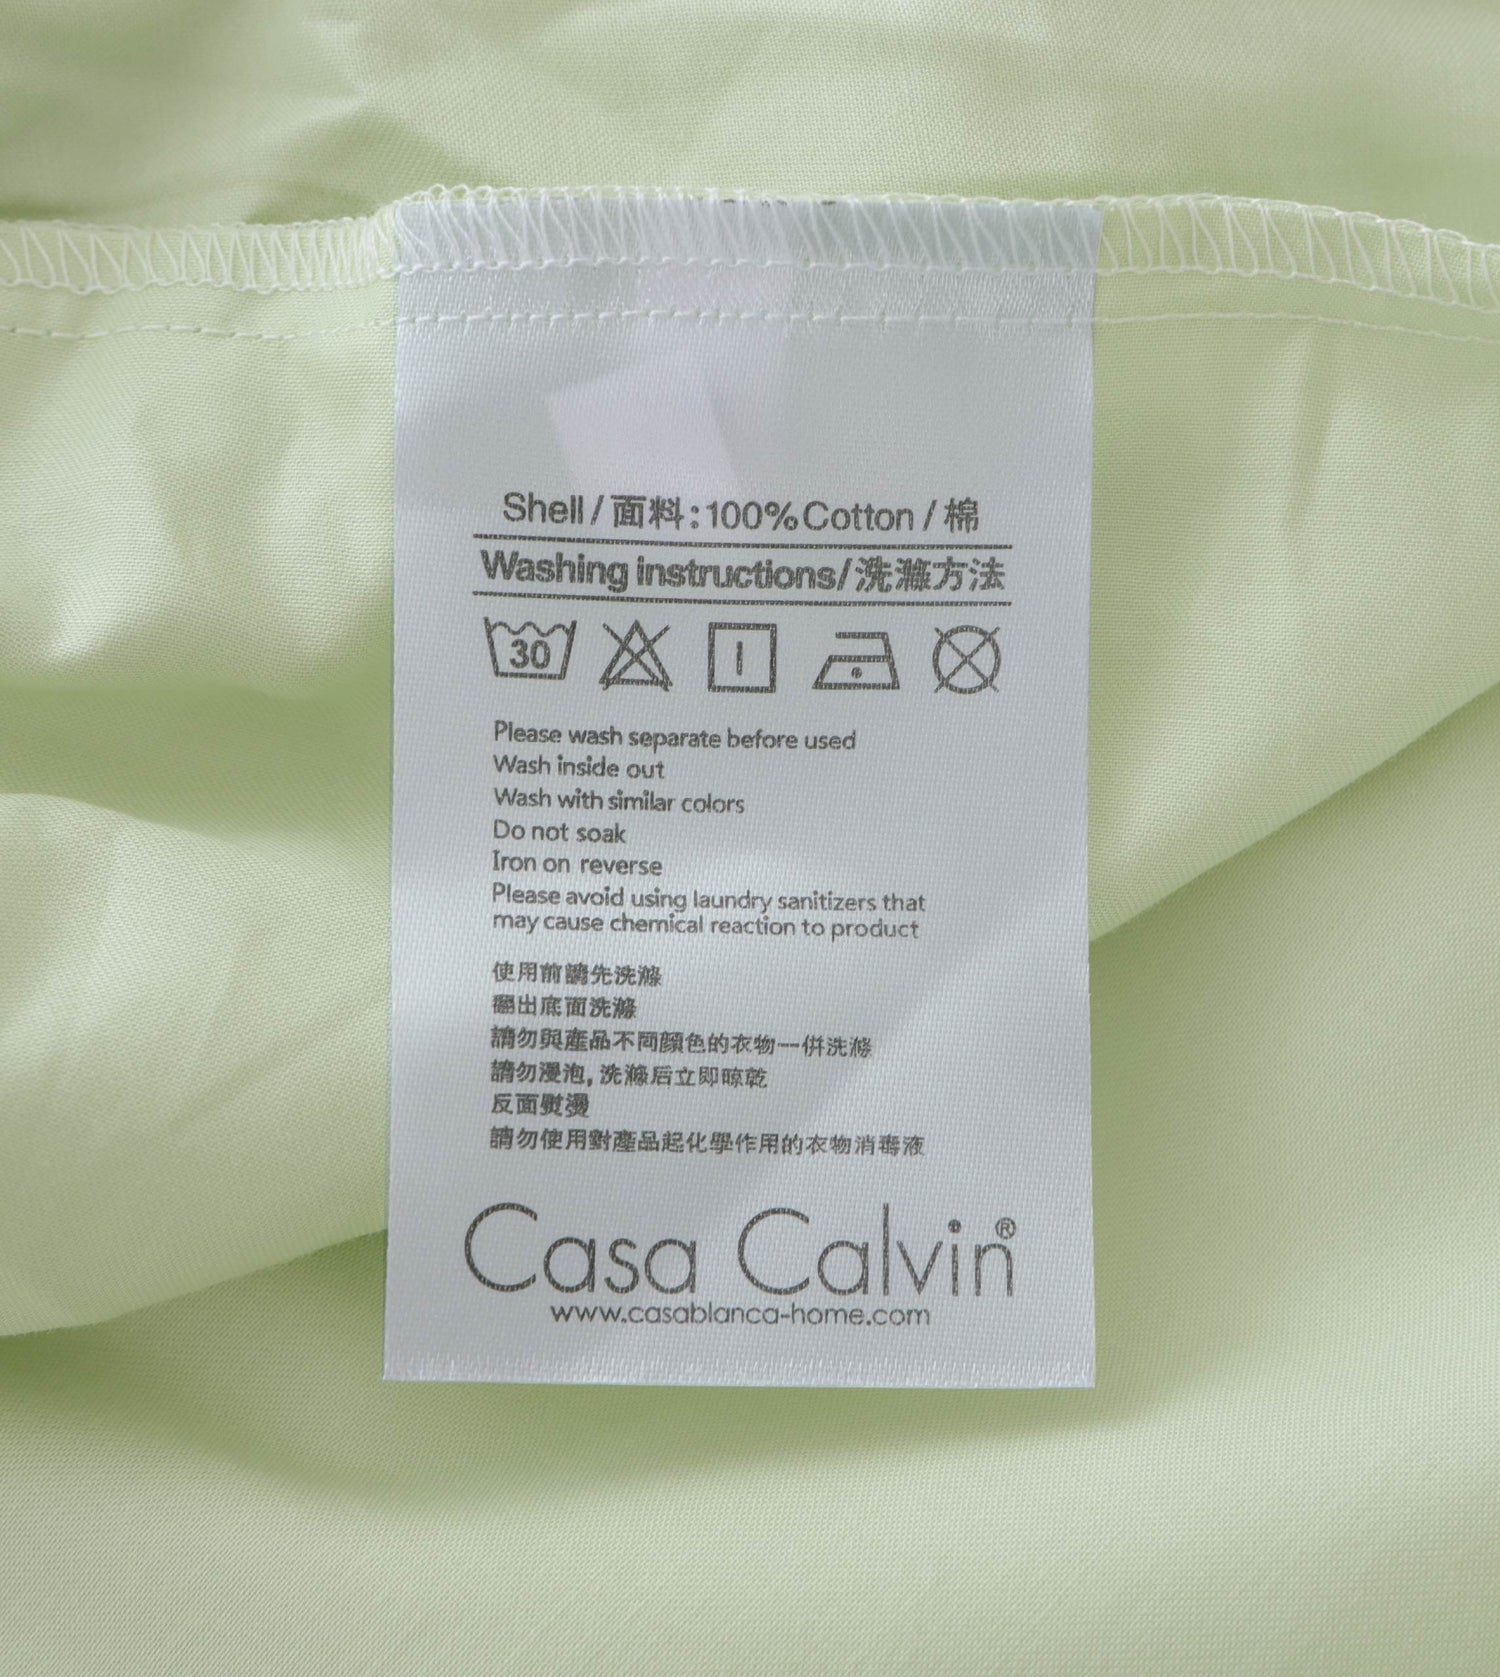 Shell / 面料 : 100% Cotton / 棉
Washing instructions/洗滌方法
30
Please wash separate before used
Wash inside out
Wash with similar colors
Do not soak
Iron on reverse
Please avoid using laundry sanitizers that
may cause chemical reaction to product
使用前請先洗滌
翻出底面洗滌
請勿與產品不同顏色的衣物一併洗滌
請勿浸泡, 洗滌后立即晾乾
反面熨燙
請勿使用對產品起化學作用的衣物消毒液
Casa Calvin®
www.casablanca-home.com